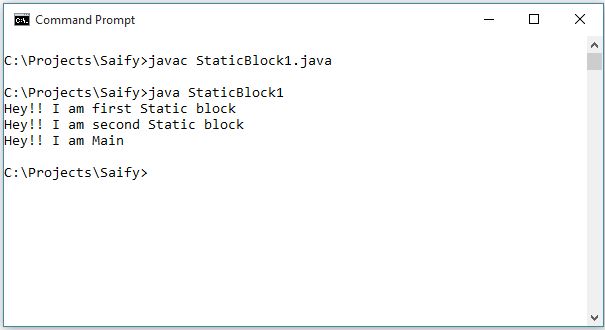 Command Prompt
C:\Projects\Saify>javac StaticBlock1.java
C:\Projects\Saify>java StaticBlock1
Hey!! I am first Static block
Hey!! I am second Static block
Hey!! I am Main
C:\Projects\Saify>